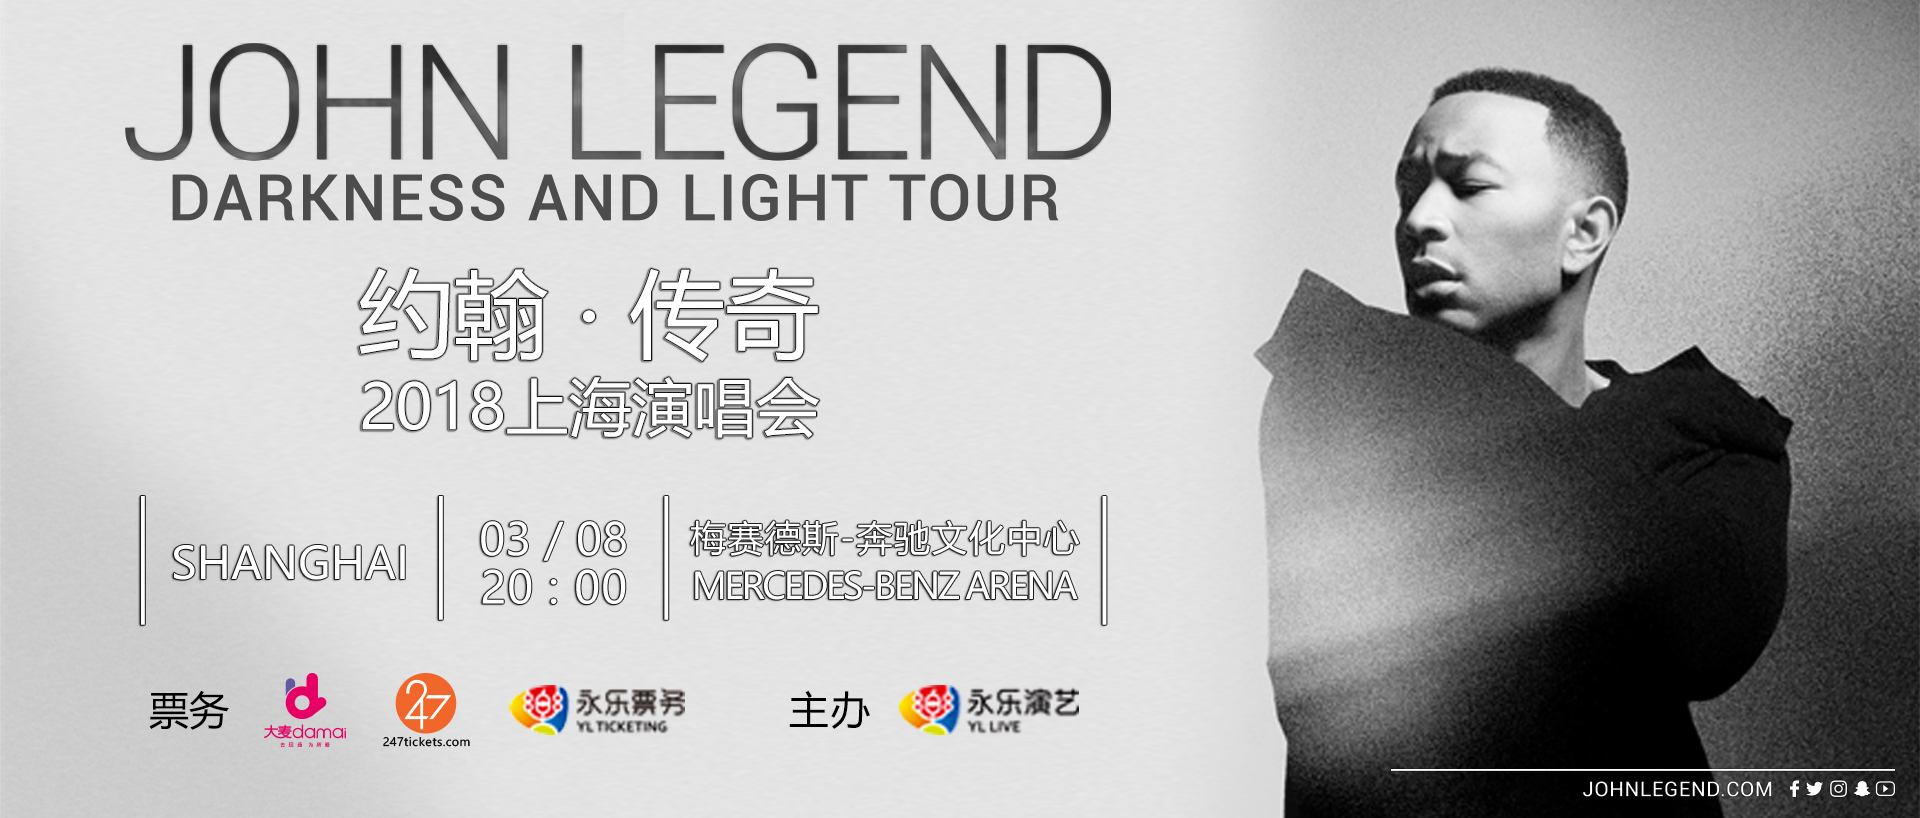 JOHN LEGEND
DARKNESS AND LIGHT TOUR
约翰·传奇
2018上海演唱会
SHANGHAI
03 / 08
20 : 00
梅赛德斯-奔驰文化中心
MERCEDES-BENZ ARENA
票务
大麦damai
247
247tickets.com
永乐票务
YL TICKETING
主办
永乐演艺
YL LIVE
JOHNLEGEND.COM